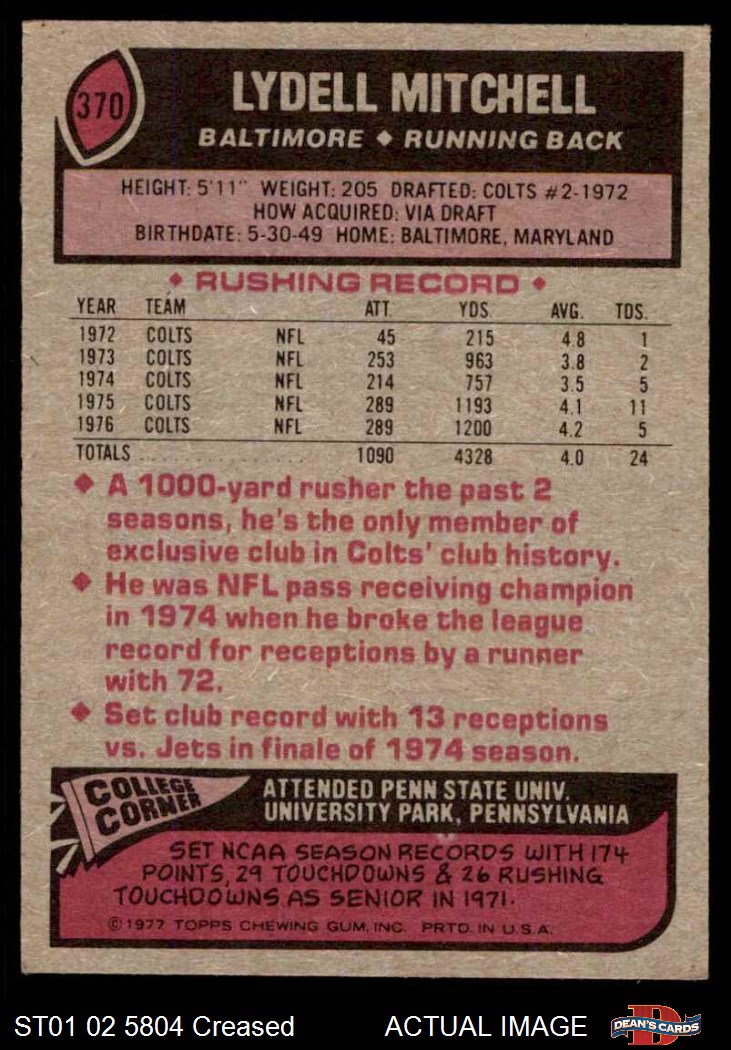 370
LYDELL MITCHELL
BALTIMORE ◆ RUNNING BACK
HEIGHT: 5'11" WEIGHT: 205 DRAFTED: COLTS #2-1972
HOW ACQUIRED: VIA DRAFT
BIRTHDATE: 5-30-49 HOME: BALTIMORE, MARYLAND
◆ RUSHING RECORD ◆
YEAR TEAM ATT. YDS. AVG. TDS.
1972 COLTS NFL 45 215 4.8 1
1973 COLTS NFL 253 963 3.8 2
1974 COLTS NFL 214 757 3.5 5
1975 COLTS NFL 289 1193 4.1 11
1976 COLTS NFL 289 1200 4.2 5
TOTALS 1090 4328 4.0 24
◆ A 1000-yard rusher the past 2
seasons, he's the only member of
exclusive club in Colts' club history.
◆ He was NFL pass receiving champion
in 1974 when he broke the league
record for receptions by a runner
with 72.
◆ Set club record with 13 receptions
vs. Jets in finale of 1974 season.
COLLEGE
CORNER
ATTENDED PENN STATE UNIV.
UNIVERSITY PARK, PENNSYLVANIA
SET NCAA SEASON RECORDS WITH 174
POINTS, 29 TOUCHDOWNS & 26 RUSHING
TOUCHDOWNS AS SENIOR IN 1971.
©1977 TOPPS CHEWING GUM, INC. PRTD. IN U.S.A.
ST01 02 5804 Creased ACTUAL IMAGE
D
DEAN'S CARDS